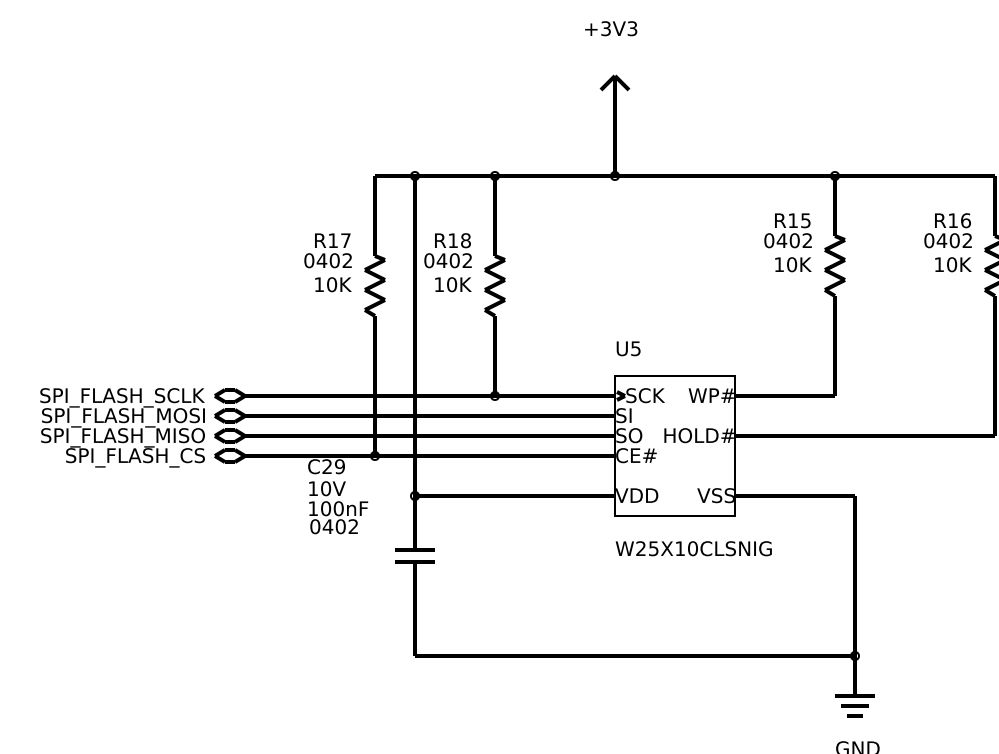 +3V3
R17
0402
10K
R18
0402
10K
R15
0402
10K
R16
0402
10K
U5
SPI_FLASH_SCLK
SPI_FLASH_MOSI
SPI_FLASH_MISO
SPI_FLASH_CS
SCK
SI
SO
CE#
VDD
WP#
HOLD#
VSS
C29
10V
100nF
0402
W25X10CLSNIG
GND